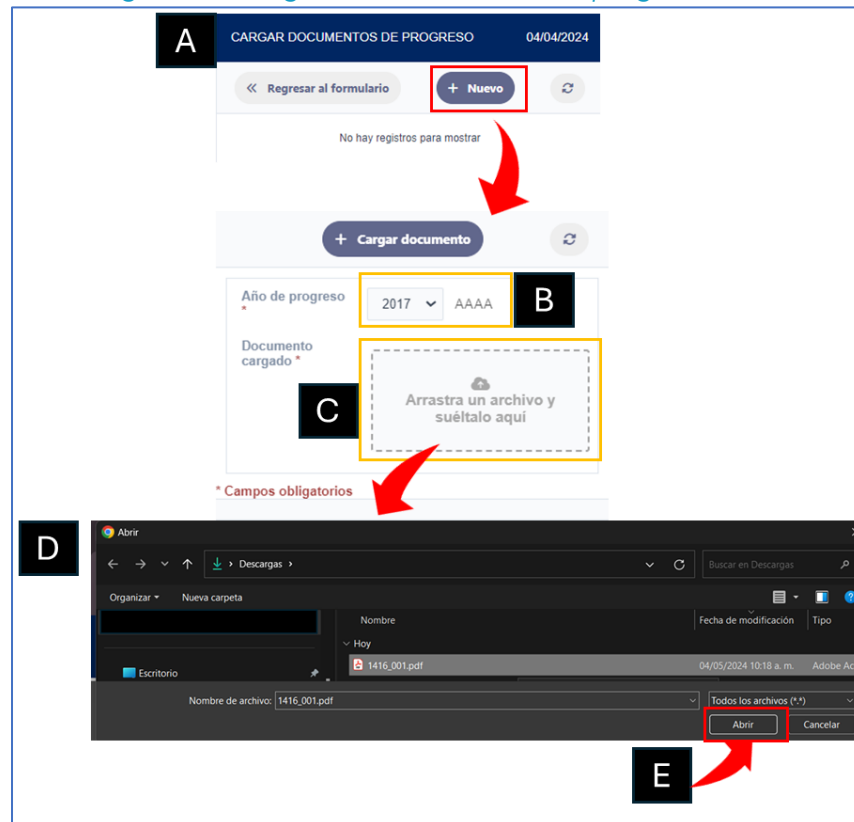 A
CARGAR DOCUMENTOS DE PROGRESO 04/04/2024
Regresar al formulario + Nuevo
No hay registros para mostrar
+ Cargar documento
Año de progreso
*
2017 AAAA
B
Documento
cargado *
Arrastra un archivo y
suéltalo aquí
C
* Campos obligatorios
D
Abrir
Descargas
Buscar en Descargas
Organizar Nueva carpeta
Nombre Fecha de modificación Tipo
Hoy
Escritorio
1416_001.pdf 04/05/2024 10:18 a. m. Adobe Ac
Nombre de archivo: 1416_001.pdf Todos los archivos (*.*)
Abrir Cancelar
E